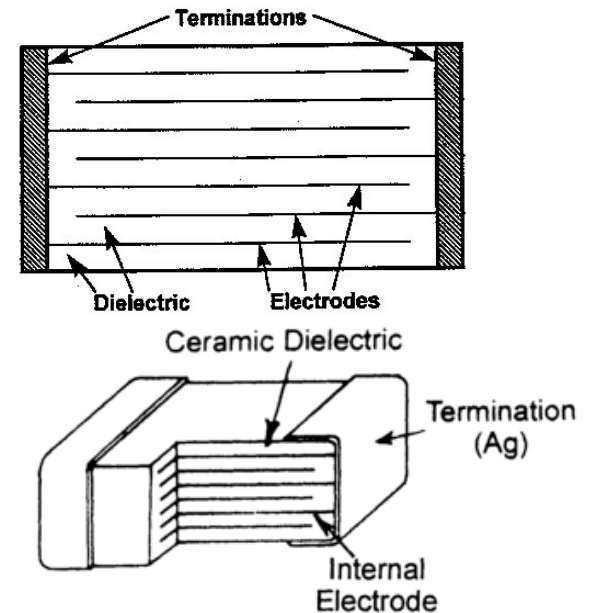 Terminations
Dielectric
Electrodes
Ceramic Dielectric
Termination
(Ag)
Internal
Electrode